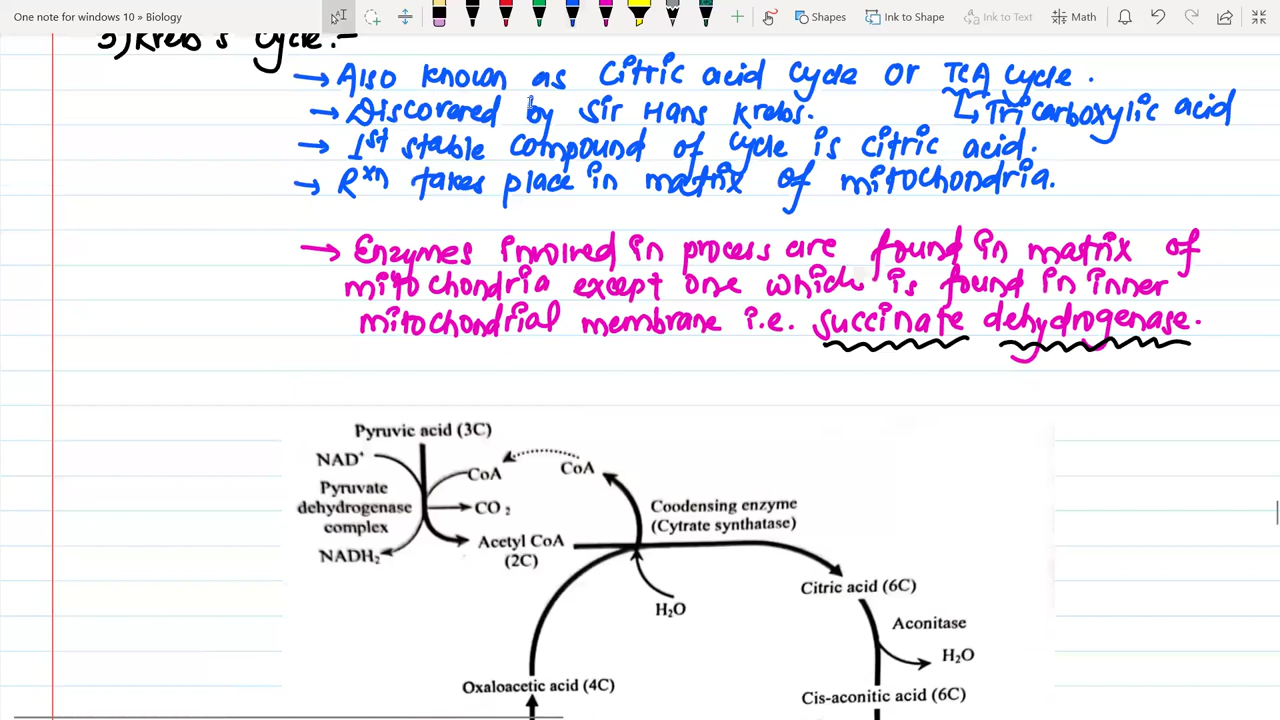 One note for windows 10 » Biology
Shapes
Ink to Shape
Ink to Text
Math
3) Kreb's Cycle:-
→ Also known as Citric acid cycle or TCA cycle.
→ Discovered by Sir Hans Krebs.
↳ Tricarboxylic acid
→ 1st stable compound of cycle is citric acid.
→ Rxn takes place in matrix of mitochondria.
→ Enzymes involved in process are found in matrix of
mitochondria except one which is found in inner
mitochondrial membrane i.e. succinate dehydrogenase.
Pyruvic acid (3C)
NAD⁺
CoA
CoA
Pyruvate
dehydrogenase
complex
CO₂
NADH₂
Acetyl CoA
(2C)
Coodensing enzyme
(Cytrate synthatase)
H₂O
Citric acid (6C)
Aconitase
H₂O
Oxaloacetic acid (4C)
Cis-aconitic acid (6C)